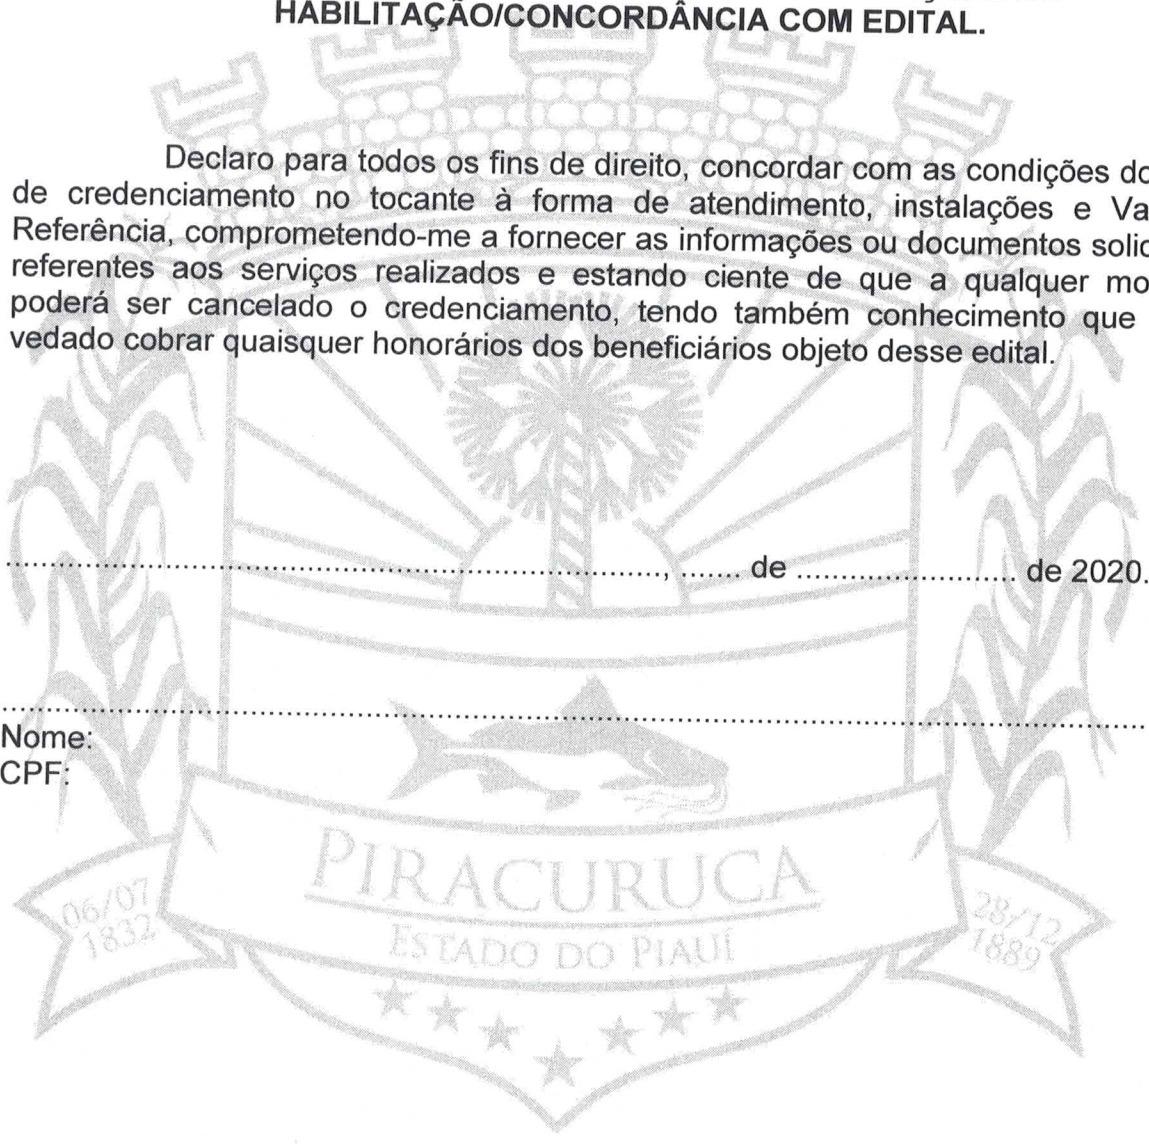 HABILITAÇÃO/CONCORDÂNCIA COM EDITAL.
Declaro para todos os fins de direito, concordar com as condições do
de credenciamento no tocante à forma de atendimento, instalações e Va
Referência, comprometendo-me a fornecer as informações ou documentos solic
referentes aos serviços realizados e estando ciente de que a qualquer mo
poderá ser cancelado o credenciamento, tendo também conhecimento que
vedado cobrar quaisquer honorários dos beneficiários objeto desse edital.
..................................................................................., ....... de ........................... de 2020.
...............................................................................................................................................
Nome:
CPF:
PIRACURUCA
06/07
1832
28/12
1889
ESTADO DO PIAUÍ